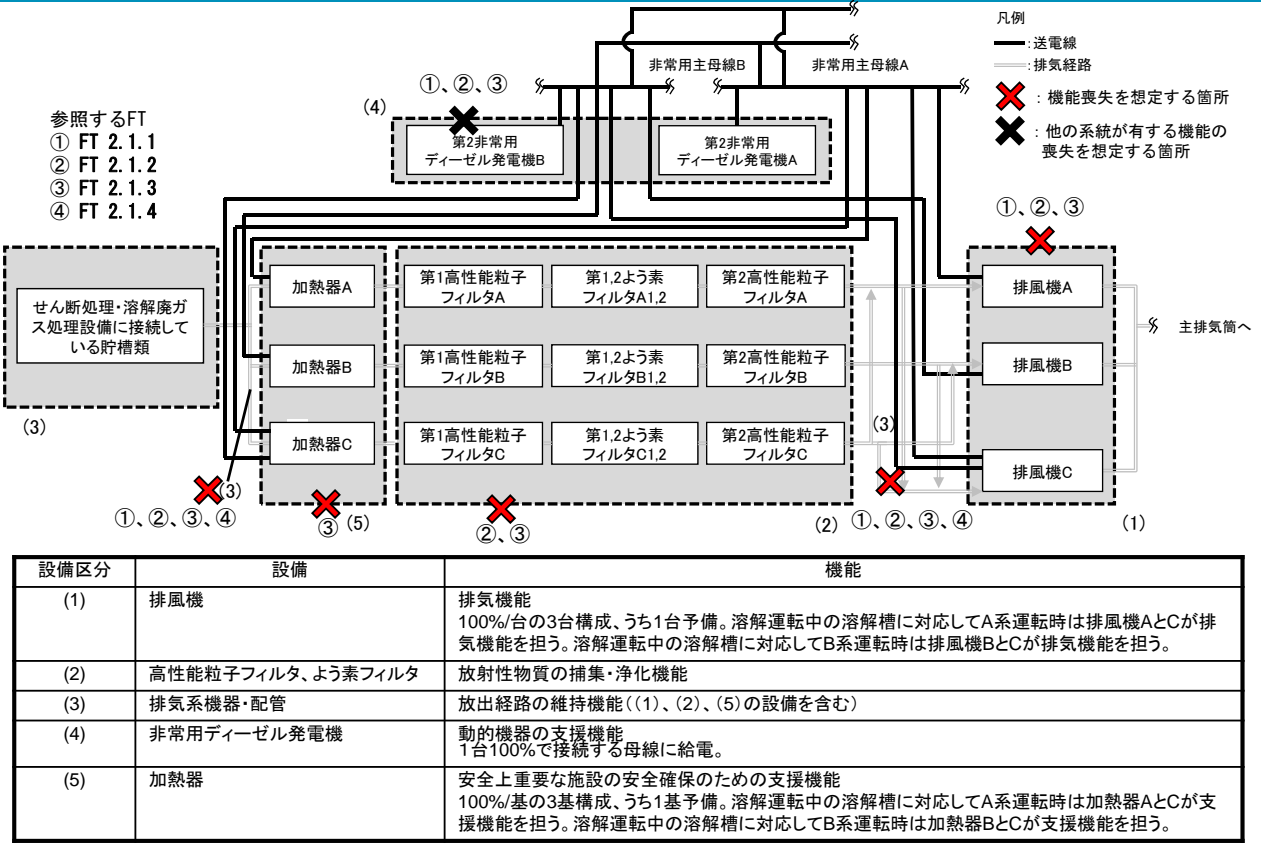 凡例
:送電線
:排気経路
:機能喪失を想定する箇所
:他の系統が有する機能の
喪失を想定する箇所
非常用主母線B
非常用主母線A
①、②、③
(4)
第2非常用
ディーゼル発電機B
第2非常用
ディーゼル発電機A
参照するFT
① FT 2.1.1
② FT 2.1.2
③ FT 2.1.3
④ FT 2.1.4
①、②、③
せん断処理・溶解廃ガ
ス処理設備に接続して
いる貯槽類
(3)
加熱器A
加熱器B
加熱器C
第1高性能粒子
フィルタA
第1,2よう素
フィルタA1,2
第2高性能粒子
フィルタA
第1高性能粒子
フィルタB
第1,2よう素
フィルタB1,2
第2高性能粒子
フィルタB
第1高性能粒子
フィルタC
第1,2よう素
フィルタC1,2
第2高性能粒子
フィルタC
(3)
排風機A
排風機B
排風機C
主排気筒へ
(3)
①、②、③、④
③
(5)
②、③
(2)
①、②、③、④
(1)
設備区分 設備 機能
(1) 排風機 排気機能
100%/台の3台構成、うち1台予備。溶解運転中の溶解槽に対応してA系運転時は排風機AとCが排
気機能を担う。溶解運転中の溶解槽に対応してB系運転時は排風機BとCが排気機能を担う。
(2) 高性能粒子フィルタ、よう素フィルタ 放射性物質の捕集・浄化機能
(3) 排気系機器・配管 放出経路の維持機能((1)、(2)、(5)の設備を含む)
(4) 非常用ディーゼル発電機 動的機器の支援機能
1台100%で接続する母線に給電。
(5) 加熱器 安全上重要な施設の安全確保のための支援機能
100%/基の3基構成、うち1基予備。溶解運転中の溶解槽に対応してA系運転時は加熱器AとCが支
援機能を担う。溶解運転中の溶解槽に対応してB系運転時は加熱器BとCが支援機能を担う。